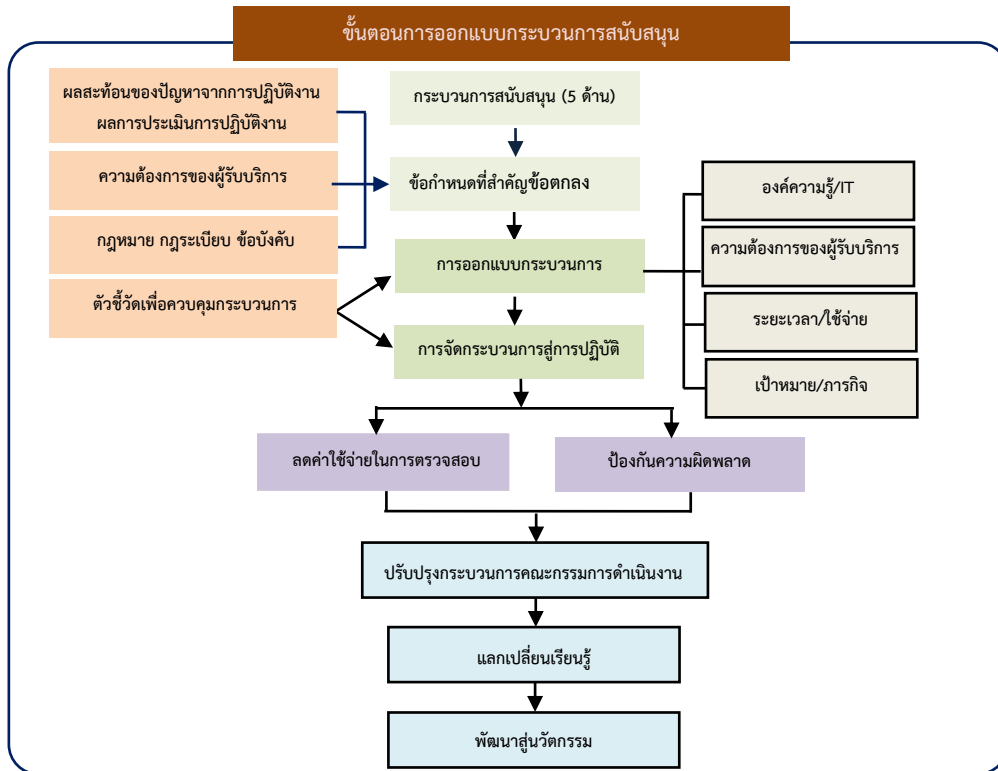 ขั้นตอนการออกแบบกระบวนการสนับสนุน
ผลสะท้อนของปัญหาจากการปฏิบัติงาน
ผลการประเมินการปฏิบัติงาน
กระบวนการสนับสนุน (5 ด้าน)
ความต้องการของผู้รับบริการ
ข้อกำหนดที่สำคัญข้อตกลง
องค์ความรู้/IT
กฎหมาย กฎระเบียบ ข้อบังคับ
การออกแบบกระบวนการ
ความต้องการของผู้รับบริการ
ตัวชี้วัดเพื่อควบคุมกระบวนการ
ระยะเวลา/ใช้จ่าย
การจัดกระบวนการสู่การปฏิบัติ
เป้าหมาย/ภารกิจ
ลดค่าใช้จ่ายในการตรวจสอบ
ป้องกันความผิดพลาด
ปรับปรุงกระบวนการคณะกรรมการดำเนินงาน
แลกเปลี่ยนเรียนรู้
พัฒนาสู่นวัตกรรม